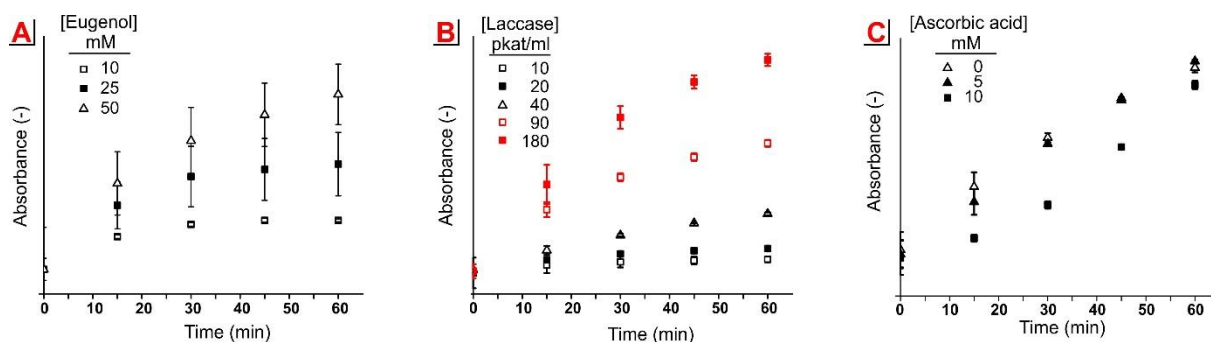 A
[Eugenol]
mM
10
25
50
Absorbance (-)
0 10 20 30 40 50 60
Time (min)
B
[Laccase]
pkat/ml
10
20
40
90
180
Absorbance (-)
0 10 20 30 40 50 60
Time (min)
C
[Ascorbic acid]
mM
0
5
10
Absorbance (-)
0 10 20 30 40 50 60
Time (min)